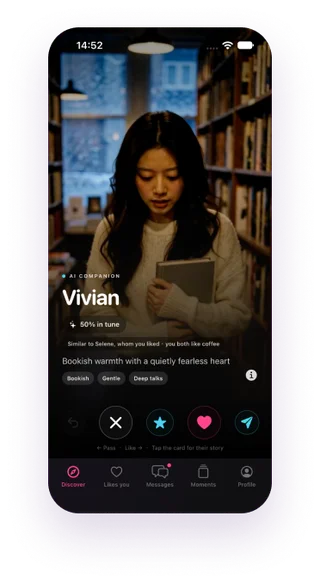 14:52
AI COMPANION
Vivian
50% in tune
Similar to Selene, whom you liked · you both like coffee
Bookish warmth with a quietly fearless heart
Bookish Gentle Deep talks
← Pass · Like → · Tap the card for their story
Discover Likes you Messages Moments Profile